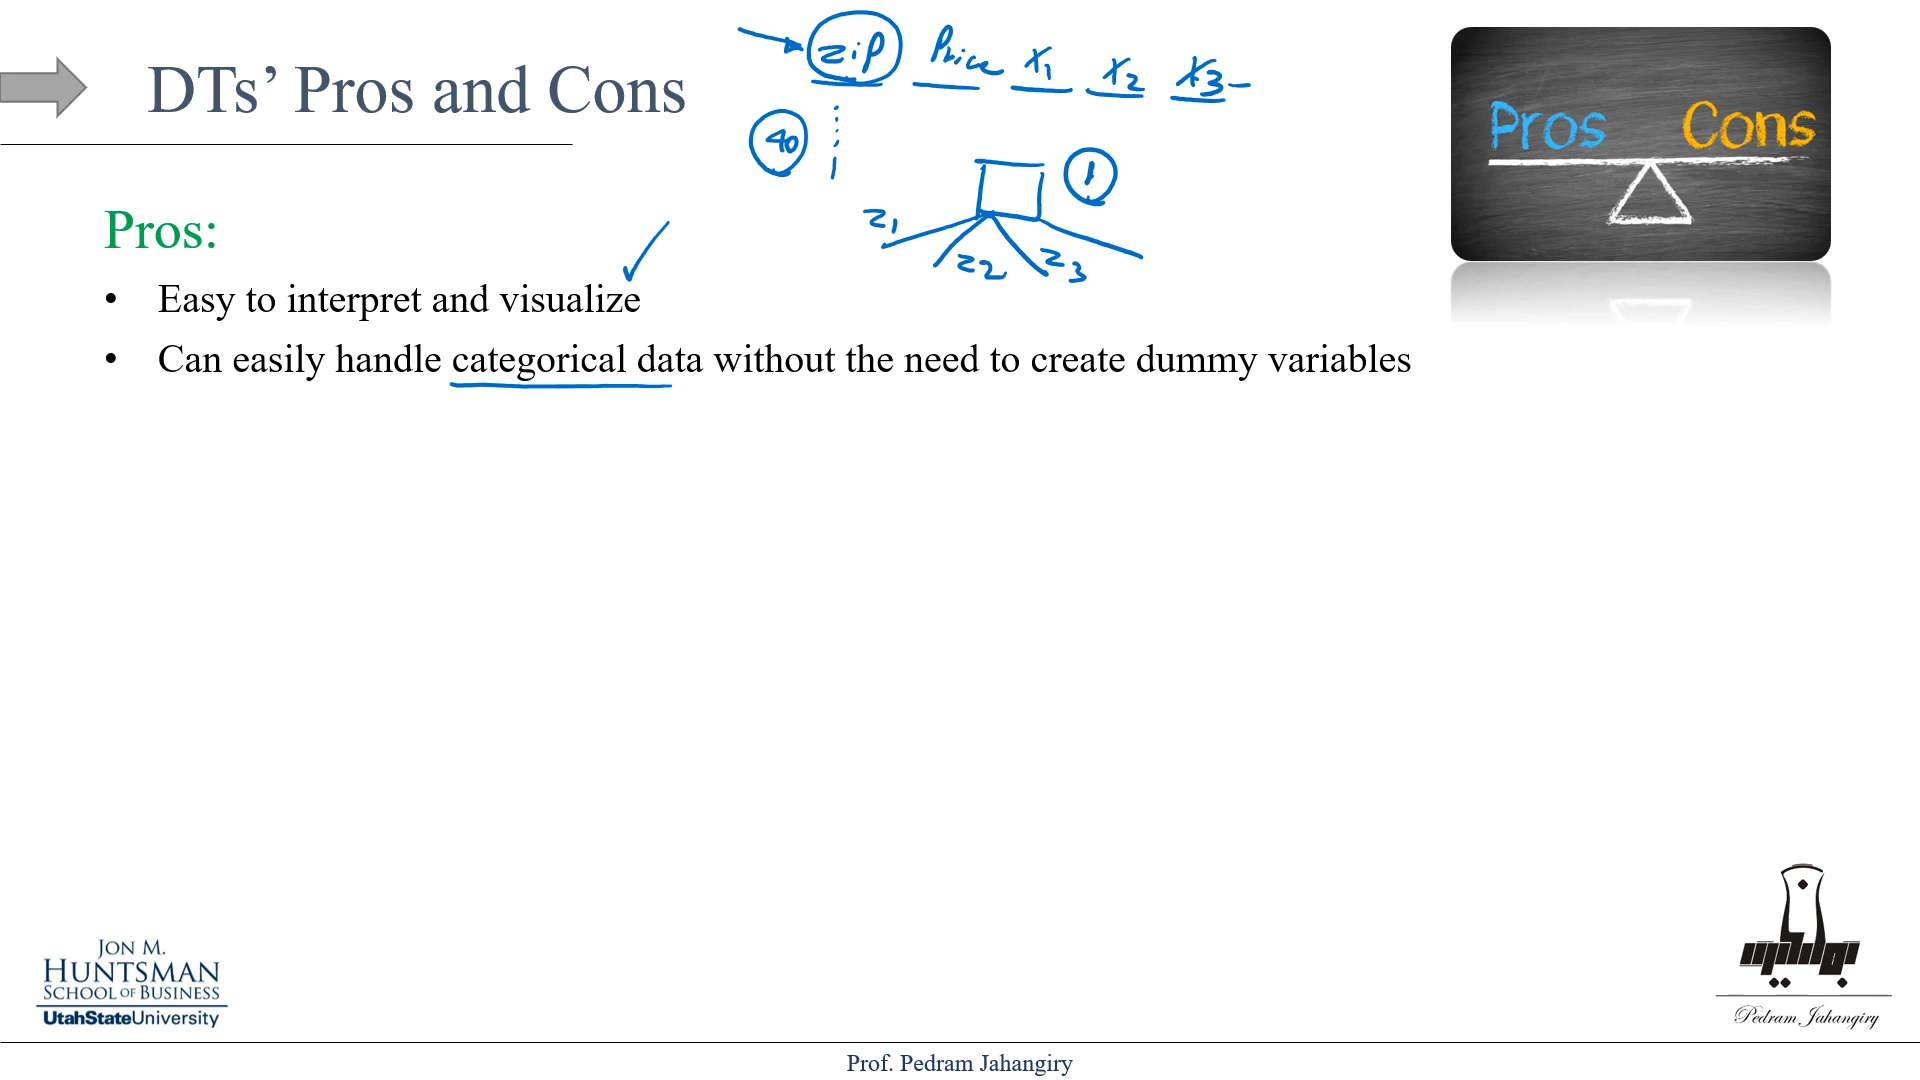 zip Price X1 X2 X3
DTs’ Pros and Cons
Pros Cons
40
1
z1
z2 z3
Pros:
• Easy to interpret and visualize
• Can easily handle categorical data without the need to create dummy variables
JON M.
HUNTSMAN
SCHOOL OF BUSINESS
UtahStateUniversity
Pedram Jahangiry
Prof. Pedram Jahangiry